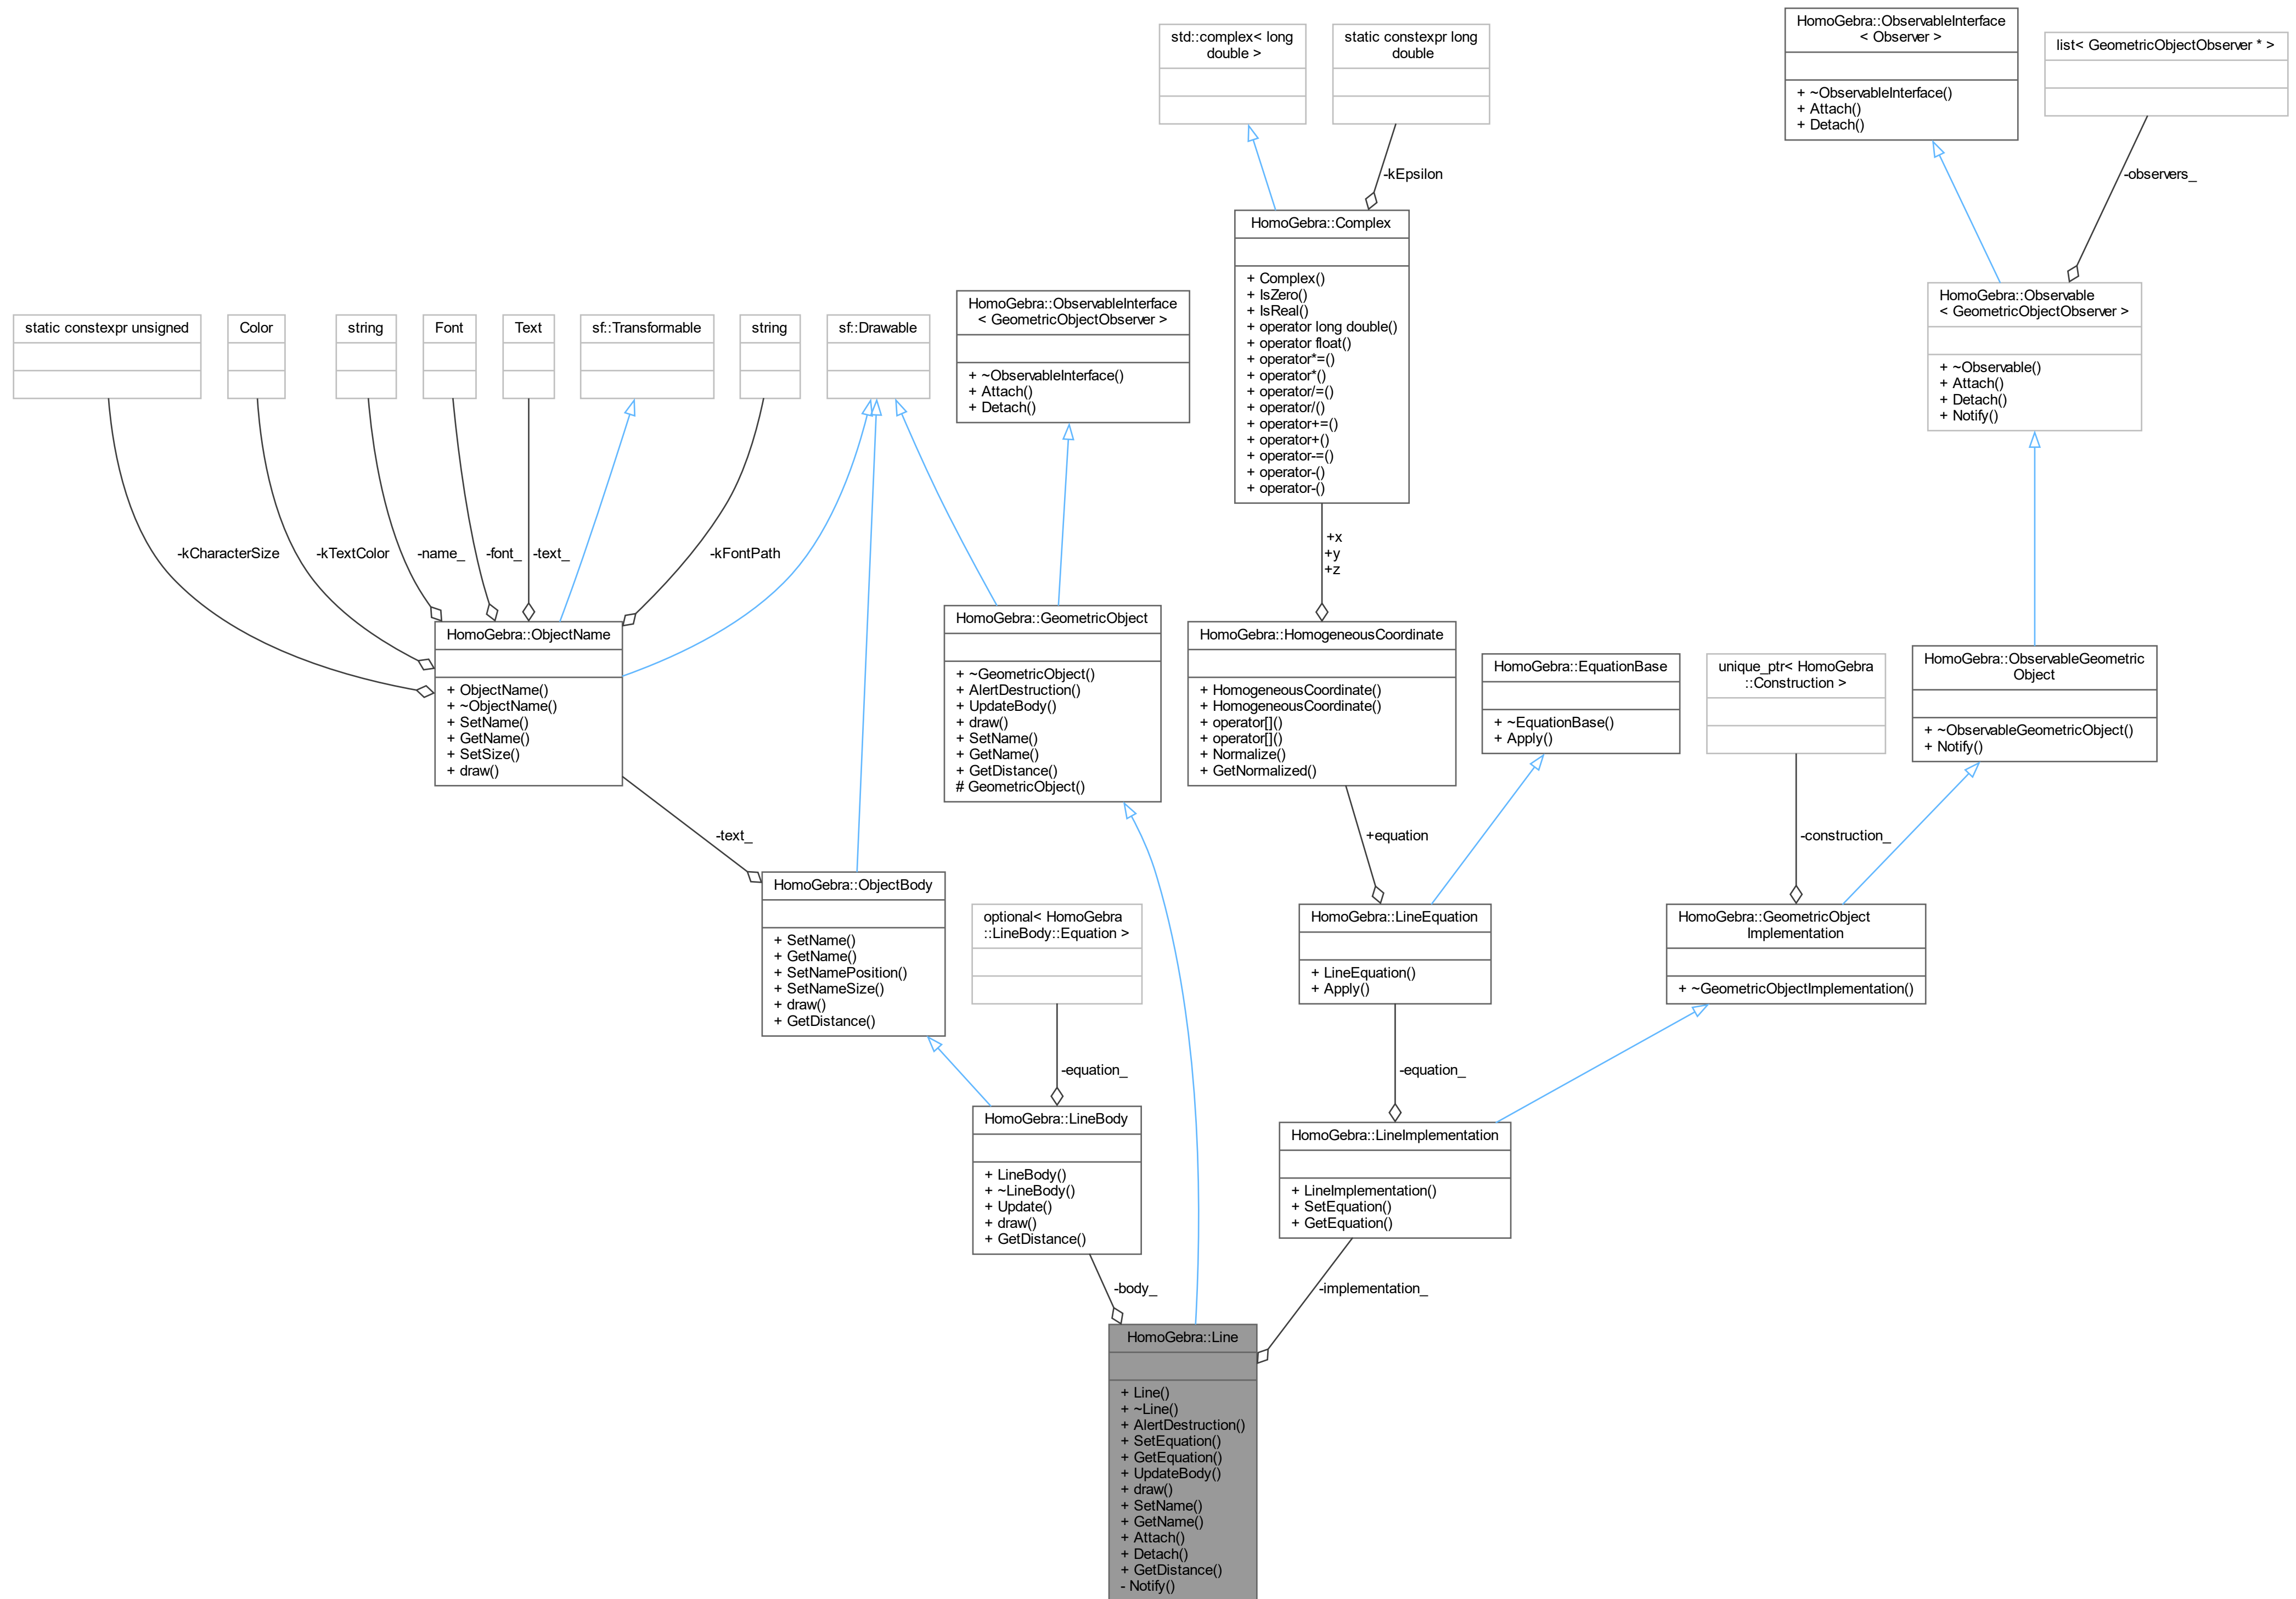 std::complex< long
double >
static constexpr long
double
HomoGebra::ObservableInterface
< Observer >
+ ~ObservableInterface()
+ Attach()
+ Detach()
list< GeometricObjectObserver * >
-kEpsilon
-observers_
HomoGebra::Complex
+ Complex()
+ IsZero()
+ IsReal()
+ operator long double()
+ operator float()
+ operator*=()
+ operator*()
+ operator/=()
+ operator/()
+ operator+=()
+ operator+()
+ operator-=()
+ operator-()
+ operator-()
HomoGebra::Observable
< GeometricObjectObserver >
+ ~Observable()
+ Attach()
+ Detach()
+ Notify()
static constexpr unsigned
Color
string
Font
Text
sf::Transformable
string
sf::Drawable
HomoGebra::ObservableInterface
< GeometricObjectObserver >
+ ~ObservableInterface()
+ Attach()
+ Detach()
-kCharacterSize
-kTextColor
-name_
-font_
-text_
-kFontPath
+x
+y
+z
HomoGebra::ObjectName
+ ObjectName()
+ ~ObjectName()
+ SetName()
+ GetName()
+ SetSize()
+ draw()
HomoGebra::GeometricObject
+ ~GeometricObject()
+ AlertDestruction()
+ UpdateBody()
+ draw()
+ SetName()
+ GetName()
+ GetDistance()
# GeometricObject()
HomoGebra::HomogeneousCoordinate
+ HomogeneousCoordinate()
+ HomogeneousCoordinate()
+ operator[]()
+ operator[]()
+ Normalize()
+ GetNormalized()
HomoGebra::EquationBase
+ ~EquationBase()
+ Apply()
unique_ptr< HomoGebra
::Construction >
HomoGebra::ObservableGeometric
Object
+ ~ObservableGeometricObject()
+ Notify()
-text_
+equation
-construction_
HomoGebra::ObjectBody
+ SetName()
+ GetName()
+ SetNamePosition()
+ SetNameSize()
+ draw()
+ GetDistance()
optional< HomoGebra
::LineBody::Equation >
HomoGebra::LineEquation
+ LineEquation()
+ Apply()
HomoGebra::GeometricObject
Implementation
+ ~GeometricObjectImplementation()
-equation_
-equation_
HomoGebra::LineBody
+ LineBody()
+ ~LineBody()
+ Update()
+ draw()
+ GetDistance()
HomoGebra::LineImplementation
+ LineImplementation()
+ SetEquation()
+ GetEquation()
-body_
-implementation_
HomoGebra::Line
+ Line()
+ ~Line()
+ AlertDestruction()
+ SetEquation()
+ GetEquation()
+ UpdateBody()
+ draw()
+ SetName()
+ GetName()
+ Attach()
+ Detach()
+ GetDistance()
- Notify()